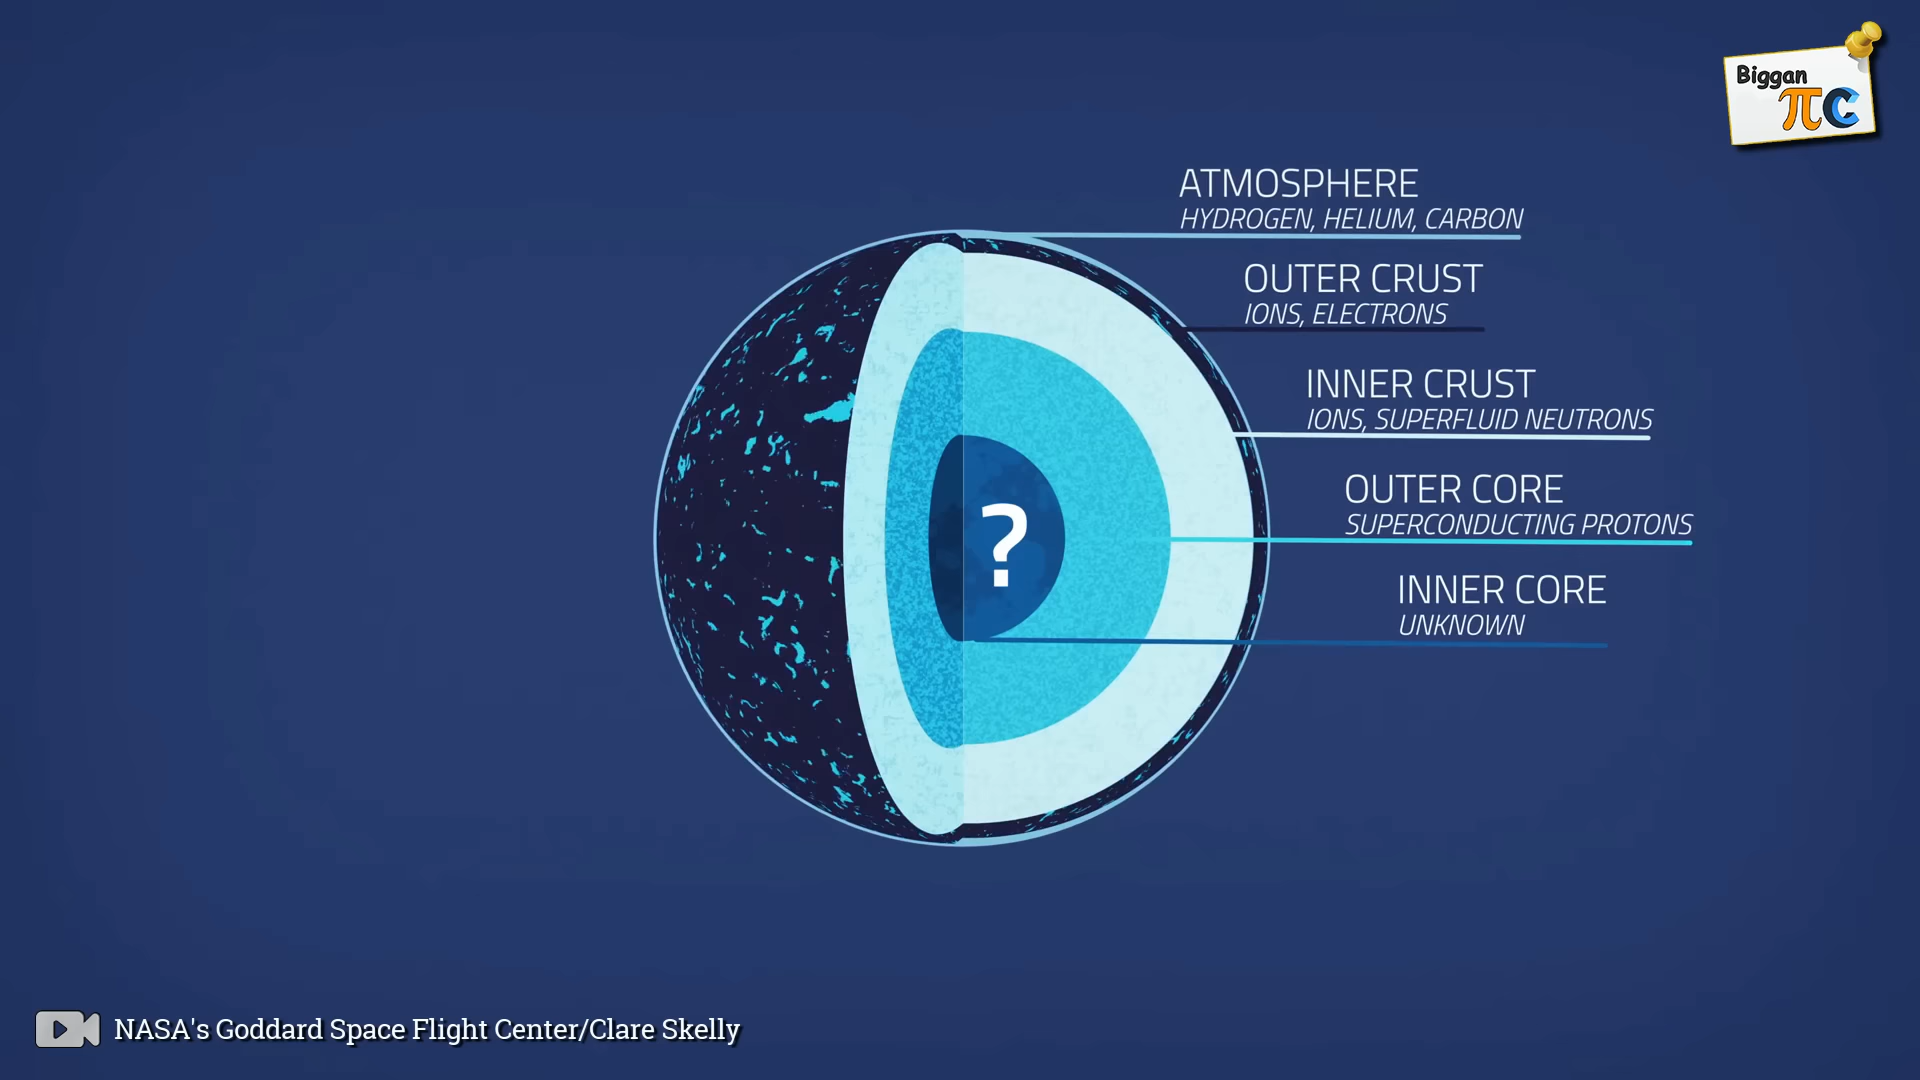 Biggan
πC
ATMOSPHERE
HYDROGEN, HELIUM, CARBON
OUTER CRUST
IONS, ELECTRONS
INNER CRUST
IONS, SUPERFLUID NEUTRONS
OUTER CORE
SUPERCONDUCTING PROTONS
INNER CORE
UNKNOWN
?
NASA's Goddard Space Flight Center/Clare Skelly